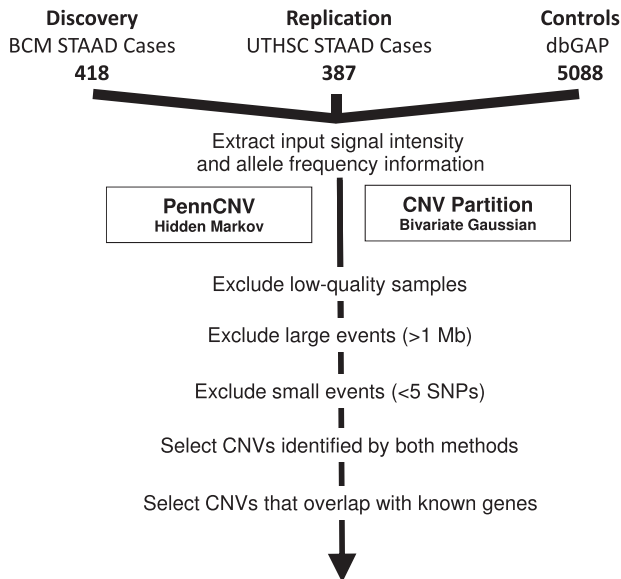 Discovery
BCM STAAD Cases
418
Replication
UTHSC STAAD Cases
387
Controls
dbGAP
5088
Extract input signal intensity
and allele frequency information
PennCNV
Hidden Markov
CNV Partition
Bivariate Gaussian
Exclude low-quality samples
Exclude large events (>1 Mb)
Exclude small events (<5 SNPs)
Select CNVs identified by both methods
Select CNVs that overlap with known genes